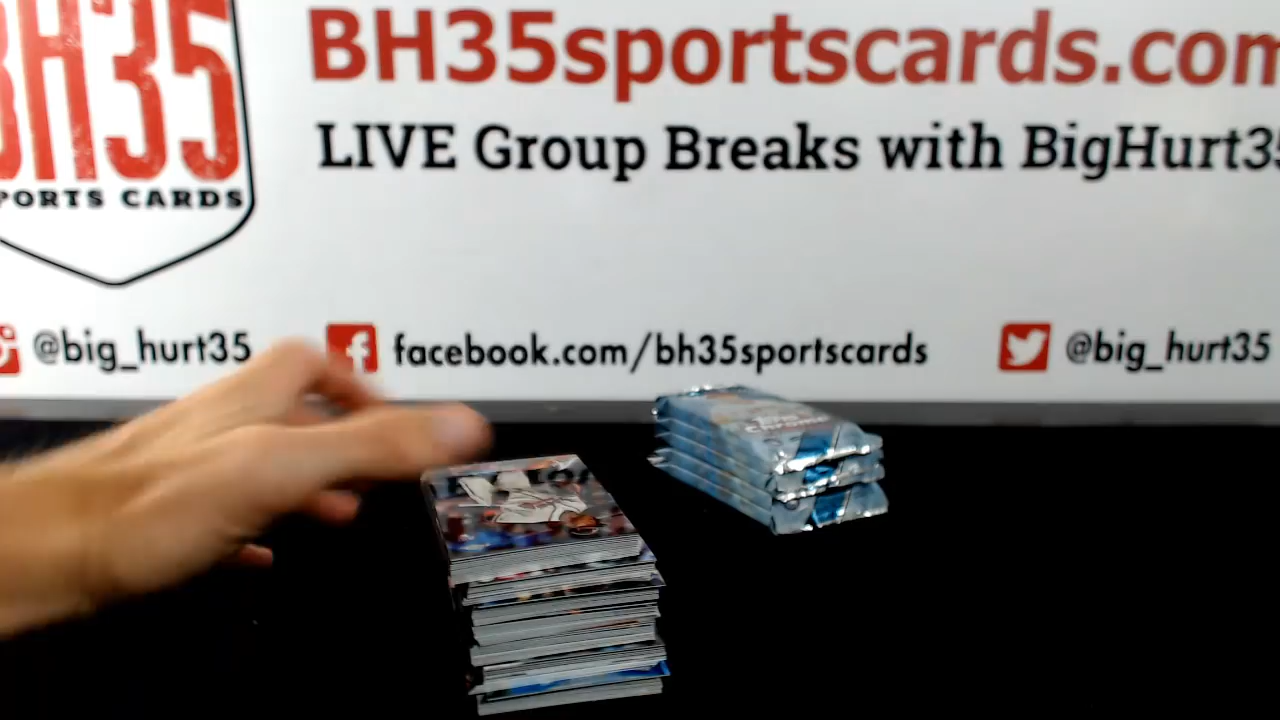 BH35
PORTS CARDS
BH35sportscards.com
LIVE Group Breaks with BigHurt35
@big_hurt35
facebook.com/bh35sportscards
@big_hurt35